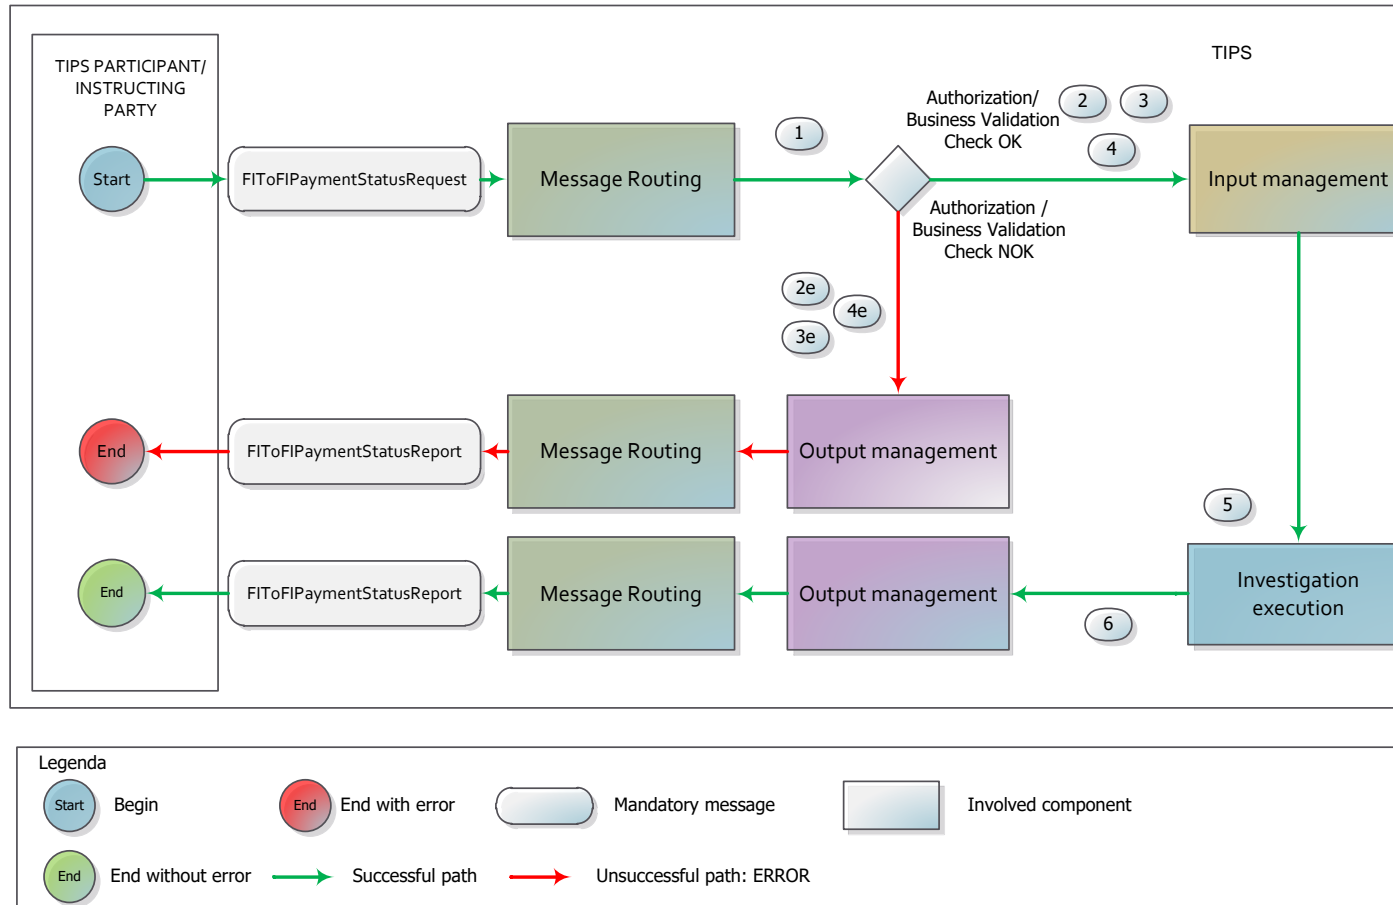 TIPS PARTICIPANT/
INSTRUCTING
PARTY
TIPS
Start
FIToFIPaymentStatusRequest
Message Routing
1
Authorization/
Business Validation
Check OK
2
3
4
Input management
Authorization /
Business Validation
Check NOK
2e
4e
3e
End
FIToFIPaymentStatusReport
Message Routing
Output management
5
End
FIToFIPaymentStatusReport
Message Routing
Output management
6
Investigation
execution
Legenda
Start
Begin
End
End with error
Mandatory message
Involved component
End
End without error
Successful path
Unsuccessful path: ERROR